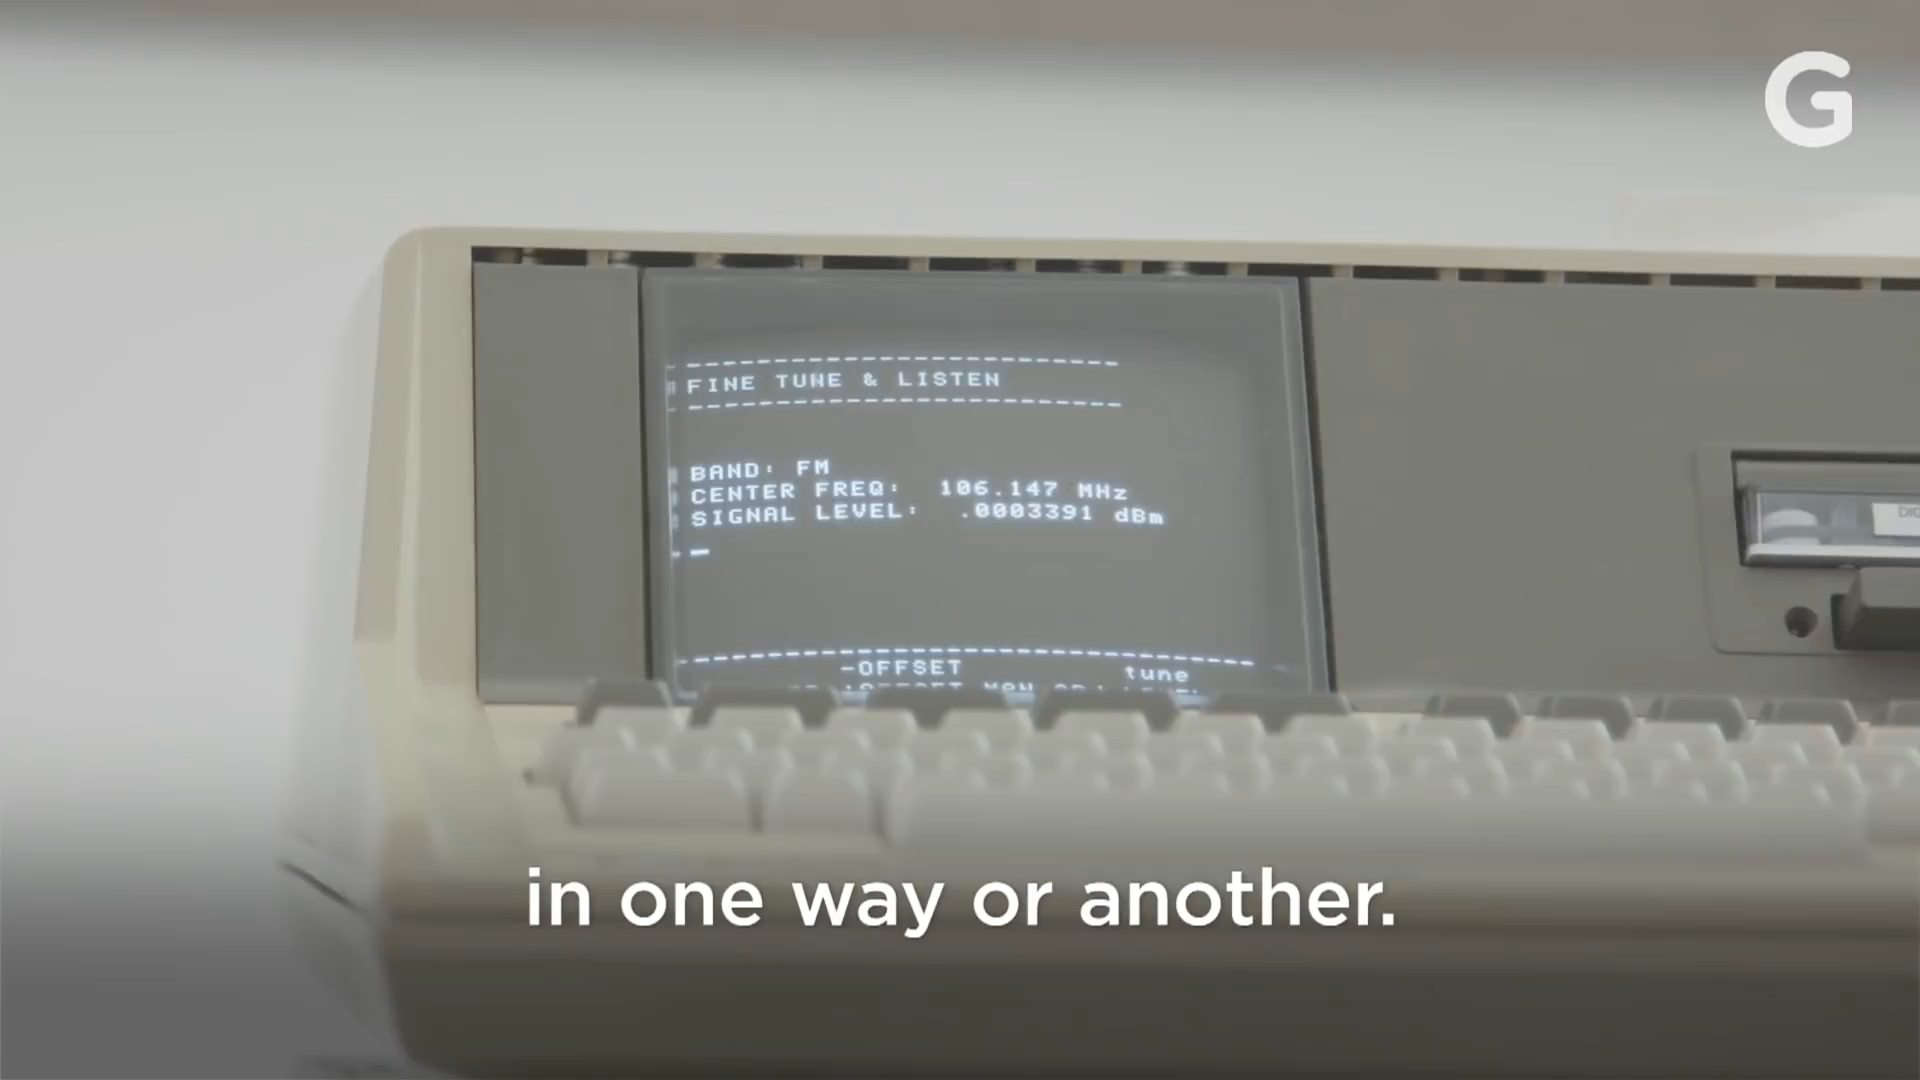 G
FINE TUNE & LISTEN
BAND: FM
CENTER FREQ: 106.147 MHz
SIGNAL LEVEL: .0003391 dBm
-OFFSET tune
in one way or another.